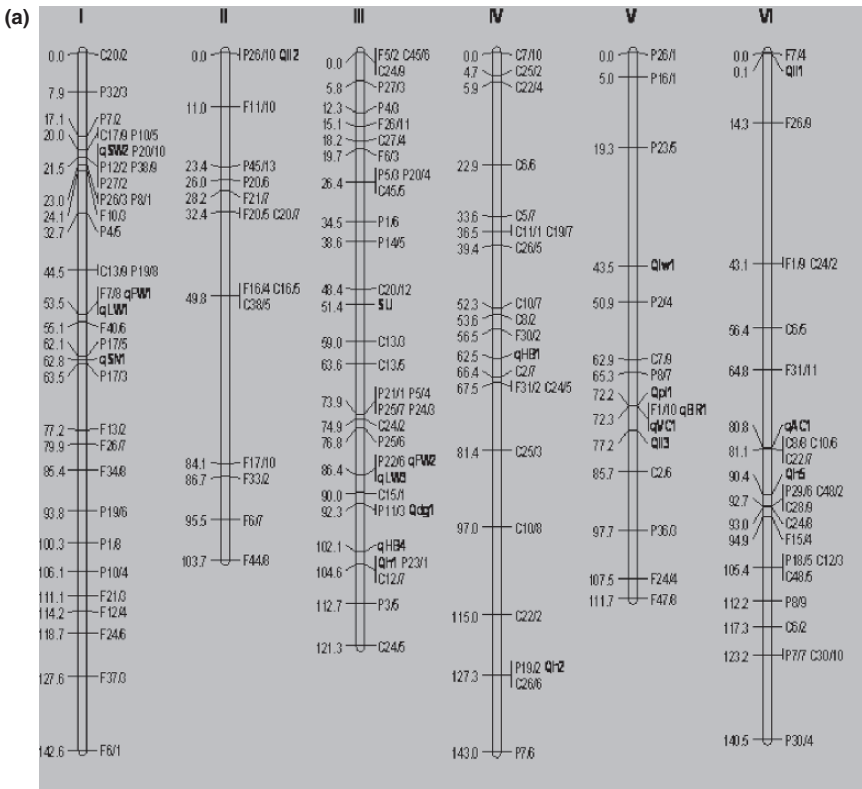 (a)
I
0.0 C20/2
7.9 P32/3
17.1 P7/2
20.0 C17/9 P10/5
qSW2 P20/10
21.5 P12/2 P38/9
P27/2
23.0 P26/3 P8/1
24.1 F10/3
32.7 P4/5
44.5 C13/9 P19/8
F7/8 qPW1
53.5 qLW1
55.1 F40/6
62.1 P17/5
62.8 qSN1
63.5 P17/3
77.2 F13/2
79.9 F26/7
85.4 F34/8
93.8 P19/6
100.3 P1/8
106.1 P10/4
111.1 F21/3
114.2 F12/4
118.7 F24/6
127.6 F37/3
142.6 F6/1
II
0.0 P26/10 Qll2
11.0 F11/10
23.4 P45/13
26.0 P20/6
28.2 F21/7
32.4 F20/5 C20/7
F16/4 C16/5
49.8 C38/5
84.1 F17/10
86.7 F33/2
95.5 F6/7
103.7 F44/8
III
F5/2 C45/6
0.0 C24/9
5.8 P27/3
12.3 P4/3
15.1 F26/11
18.2 C27/4
19.7 F6/3
P5/3 P20/4
26.4 C45/5
34.5 P1/6
38.6 P14/5
48.4 C20/12
51.4 SLI
59.0 C13/3
63.6 C13/5
P21/1 P5/4
73.9 P25/7 P24/3
74.9 C24/2
76.8 P25/6
P22/6 qPW2
86.4 qLW3
90.0 C15/1
92.3 P11/3 Qdg1
102.1 qHB4
Qh1 P23/1
104.6 C12/7
112.7 P3/5
121.3 C24/5
IV
0.0 C7/10
4.7 C25/2
5.9 C22/4
22.9 C6/6
33.6 C5/7
36.5 C11/1 C19/7
39.4 C26/5
52.3 C10/7
53.6 C8/2
56.5 F30/2
62.5 qHB1
66.4 C2/7
67.5 F31/2 C24/5
81.4 C25/3
97.0 C10/8
115.0 C22/2
P19/2 Qh2
127.3 C26/6
143.0 P7/6
V
0.0 P26/1
5.0 P16/1
19.3 P23/5
43.5 Qlw1
50.9 P2/4
62.9 C7/9
65.3 P8/7
72.2 Qpl1
F1/10 qBR1
72.3 qVC1
77.2 Qll3
85.7 C2/6
97.7 P36/3
107.5 F24/4
111.7 F47/8
VI
0.0 F7/4
0.1 Qll1
14.3 F26/9
43.1 F1/9 C24/2
56.4 C6/5
64.8 F31/11
80.8 qAC1
C8/8 C10/6
81.1 C22/7
90.4 Qh5
P29/6 C48/2
92.7 C28/9
93.0 C24/8
94.9 F15/4
P18/5 C12/3
105.4 C48/5
112.2 P8/9
117.3 C6/2
123.2 P7/7 C30/10
140.5 P30/4